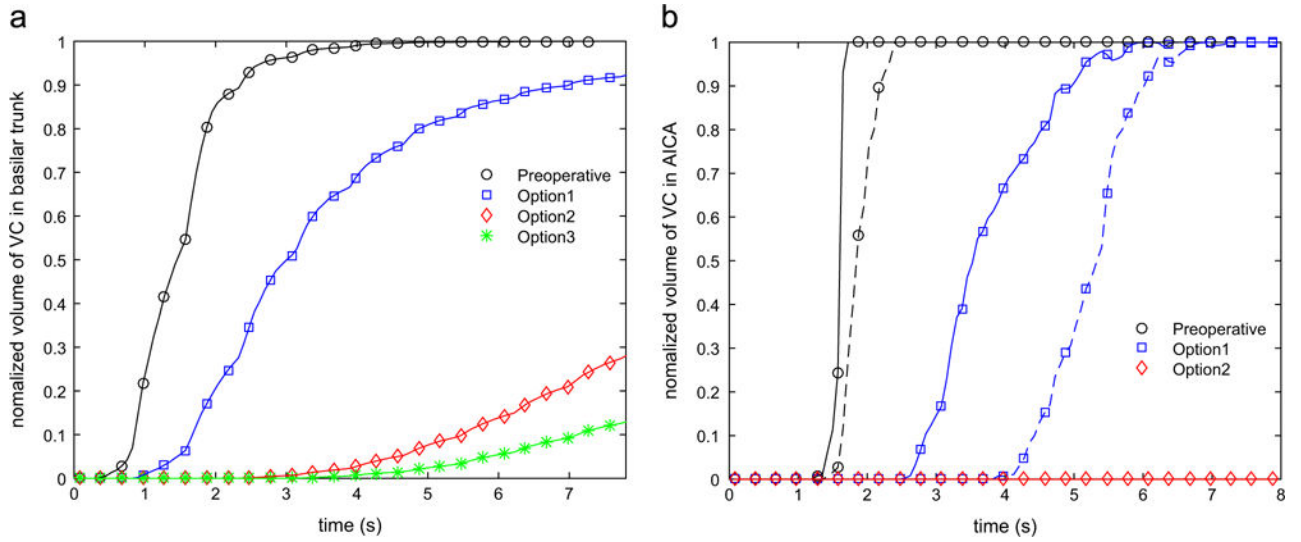 a
nomalized volume of VC in basilar trunk
1
0.9
0.8
0.7
0.6
0.5
0.4
0.3
0.2
0.1
0
0 1 2 3 4 5 6 7
time (s)
Preoperative
Option1
Option2
Option3
b
nomalized volume of VC in AICA
1
0.9
0.8
0.7
0.6
0.5
0.4
0.3
0.2
0.1
0
0 1 2 3 4 5 6 7 8
time (s)
Preoperative
Option1
Option2